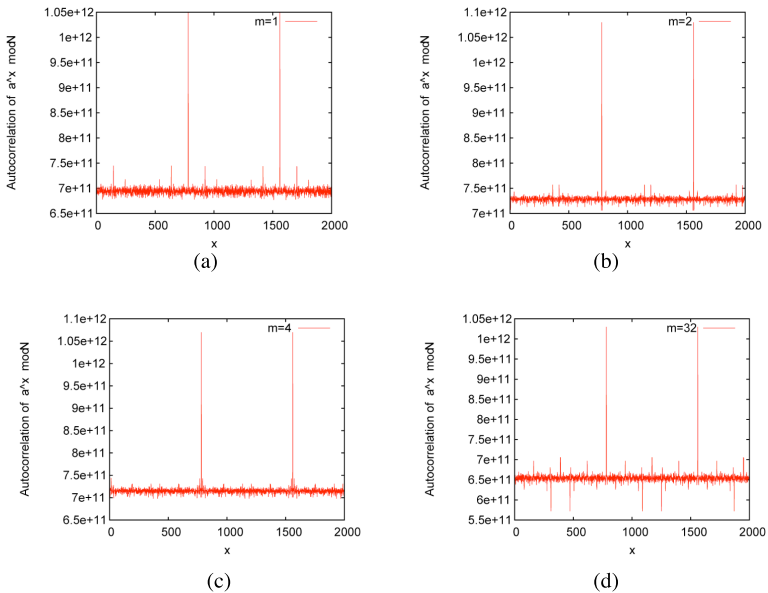 1.05e+12
1e+12
9.5e+11
9e+11
8.5e+11
8e+11
7.5e+11
7e+11
6.5e+11
0 500 1000 1500 2000
m=1
Autocorrelation of a^x modN
x
(a)
1.1e+12
1.05e+12
1e+12
9.5e+11
9e+11
8.5e+11
8e+11
7.5e+11
7e+11
0 500 1000 1500 2000
m=2
Autocorrelation of a^x modN
x
(b)
1.1e+12
1.05e+12
1e+12
9.5e+11
9e+11
8.5e+11
8e+11
7.5e+11
7e+11
6.5e+11
0 500 1000 1500 2000
m=4
Autocorrelation of a^x modN
x
(c)
1.05e+12
1e+12
9.5e+11
9e+11
8.5e+11
8e+11
7.5e+11
7e+11
6.5e+11
6e+11
5.5e+11
0 500 1000 1500 2000
m=32
Autocorrelation of a^x modN
x
(d)